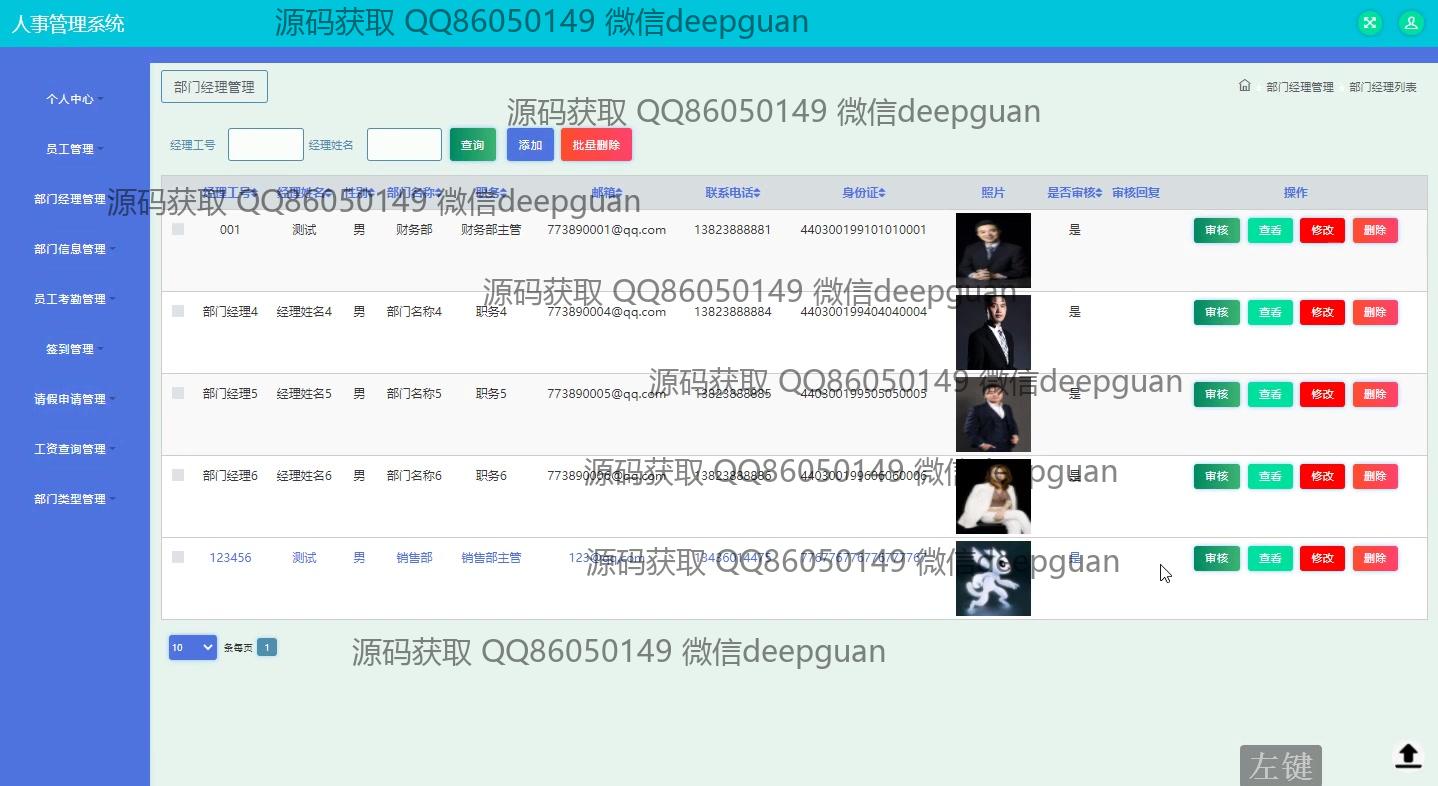 人事管理系统
源码获取 QQ86050149 微信deepguan
个人中心
员工管理
部门经理管理
部门信息管理
员工考勤管理
签到管理
请假申请管理
工资查询管理
部门类型管理
部门经理管理
部门经理管理 部门经理列表
源码获取 QQ86050149 微信deepguan
经理工号 经理姓名 查询 添加 批量删除
经理工号 经理姓名 性别 部门名称 职务 邮箱 联系电话 身份证 照片 是否审核 审核回复 操作
源码获取 QQ86050149 微信deepguan
001 测试 男 财务部 财务部主管 773890001@qq.com 13823888881 440300199101010001 是 审核 查看 修改 删除
源码获取 QQ86050149 微信deepguan
部门经理4 经理姓名4 男 部门名称4 职务4 773890004@qq.com 13823888884 440300199404040004 是 审核 查看 修改 删除
源码获取 QQ86050149 微信deepguan
部门经理5 经理姓名5 男 部门名称5 职务5 773890005@qq.com 13823888885 440300199505050005 是 审核 查看 修改 删除
源码获取 QQ86050149 微信deepguan
部门经理6 经理姓名6 男 部门名称6 职务6 773890006@qq.com 13823888886 440300199606060006 是 审核 查看 修改 删除
源码获取 QQ86050149 微信deepguan
123456 测试 男 销售部 销售部主管 123@qq.com 13436014475 是 审核 查看 修改 删除
10 条每页 1
源码获取 QQ86050149 微信deepguan
左键